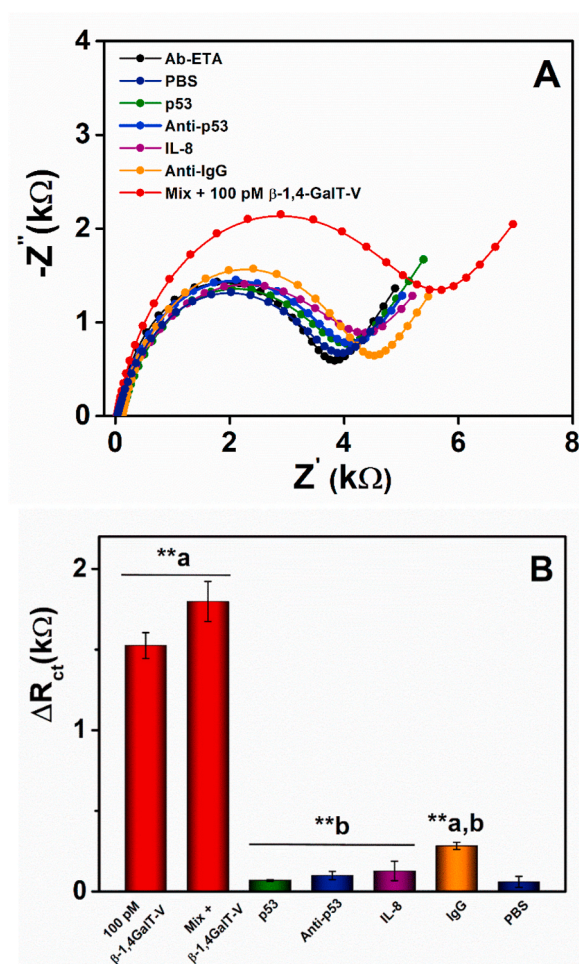 A
Ab-ETA
PBS
p53
Anti-p53
IL-8
Anti-IgG
Mix + 100 pM β-1,4-GalT-V
-Z" (kΩ)
4
3
2
1
0
0 2 4 6 8
Z' (kΩ)
B
**a
**b
**a,b
ΔRct(kΩ)
2
1
0
100 pM
β-1,4GalT-V
Mix +
β-1,4GalT-V
p53
Anti-p53
IL-8
IgG
PBS